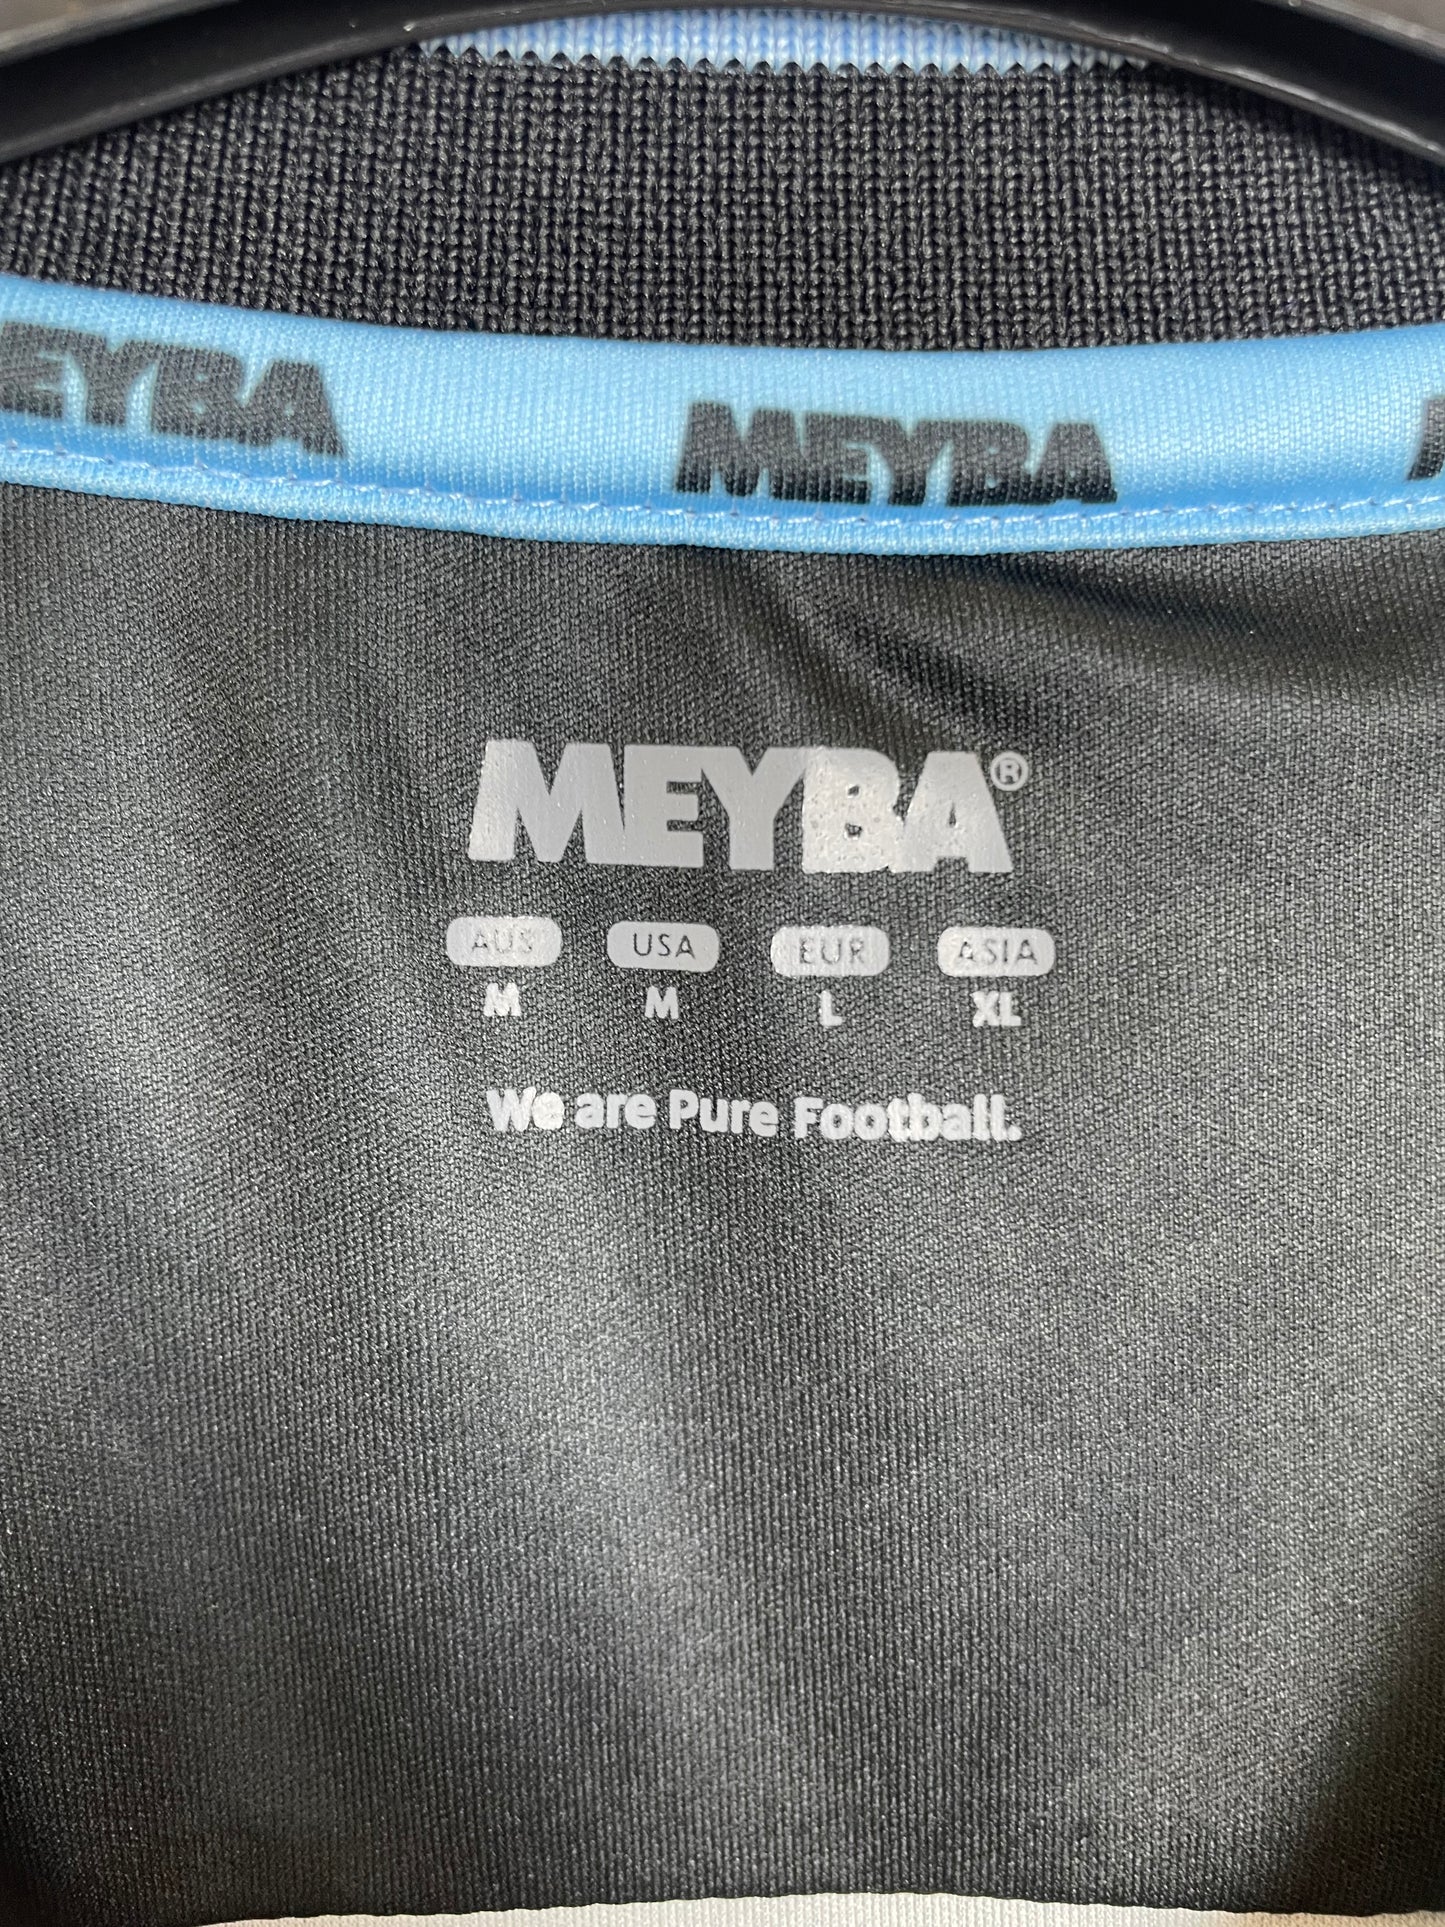 MEYBA MEYBA
MEYBA®
AUS USA EUR ASIA
M M L XL
We are Pure Football.